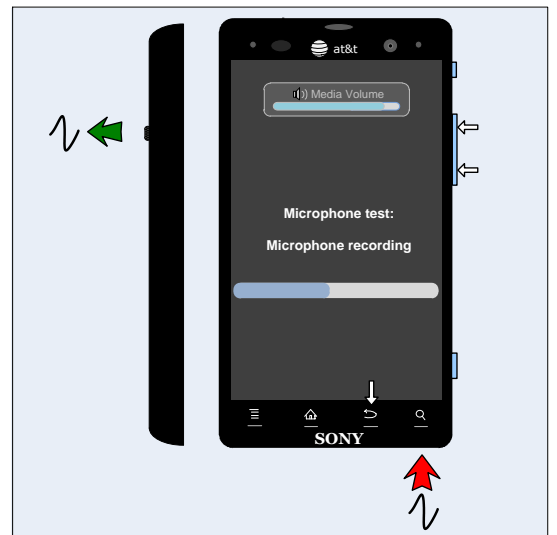 at&t
Media Volume
Microphone test:
Microphone recording
SONY